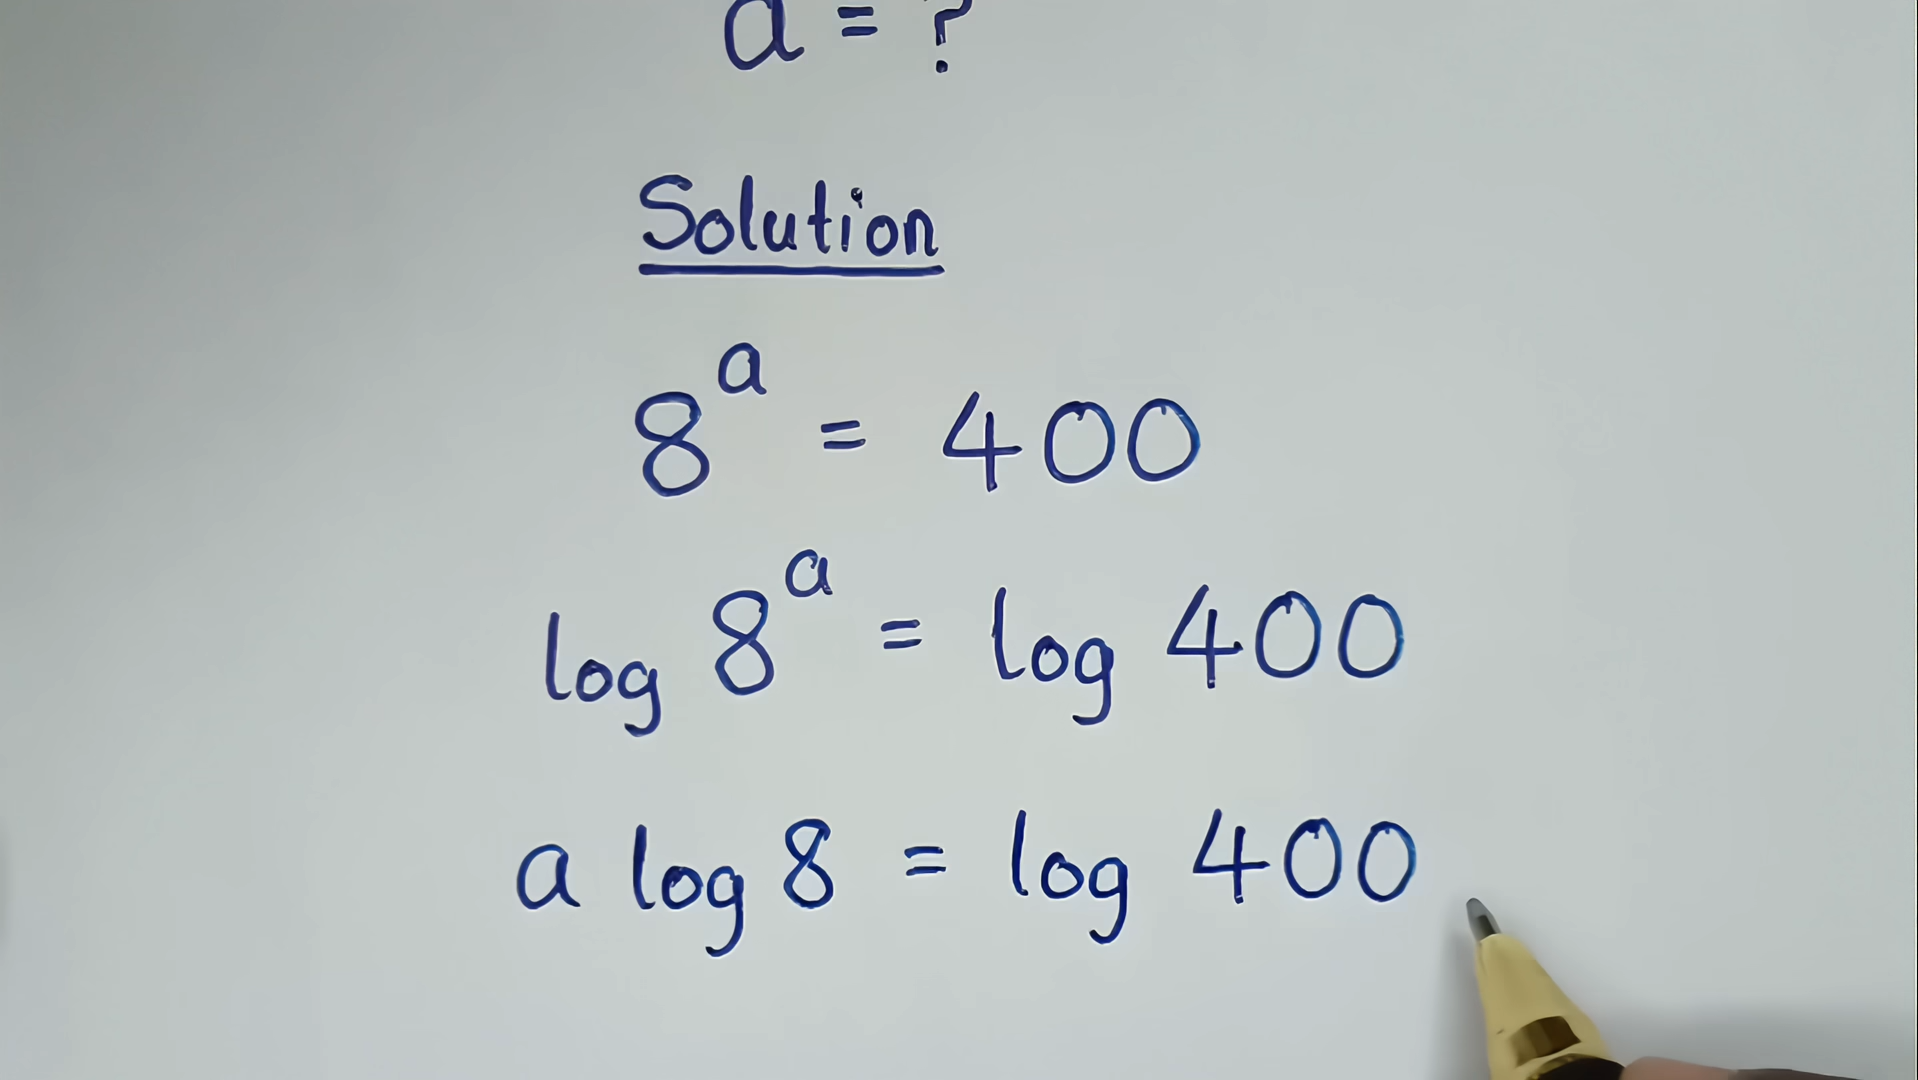 a = ?
Solution
8^a = 400
log 8^a = log 400
a log 8 = log 400